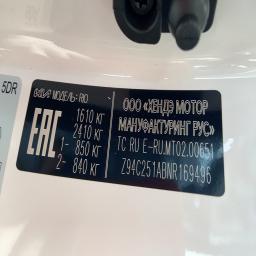 5DR
KIA МОДЕЛЬ: RIO
EAC
1610 КГ
2410 КГ
1- 850 КГ
2- 840 КГ
ООО «ХЕНДЭ МОТОР
МАНУФАКТУРИНГ РУС»
ТС RU E-RU.MT02.00651
Z94C251ABNR169496